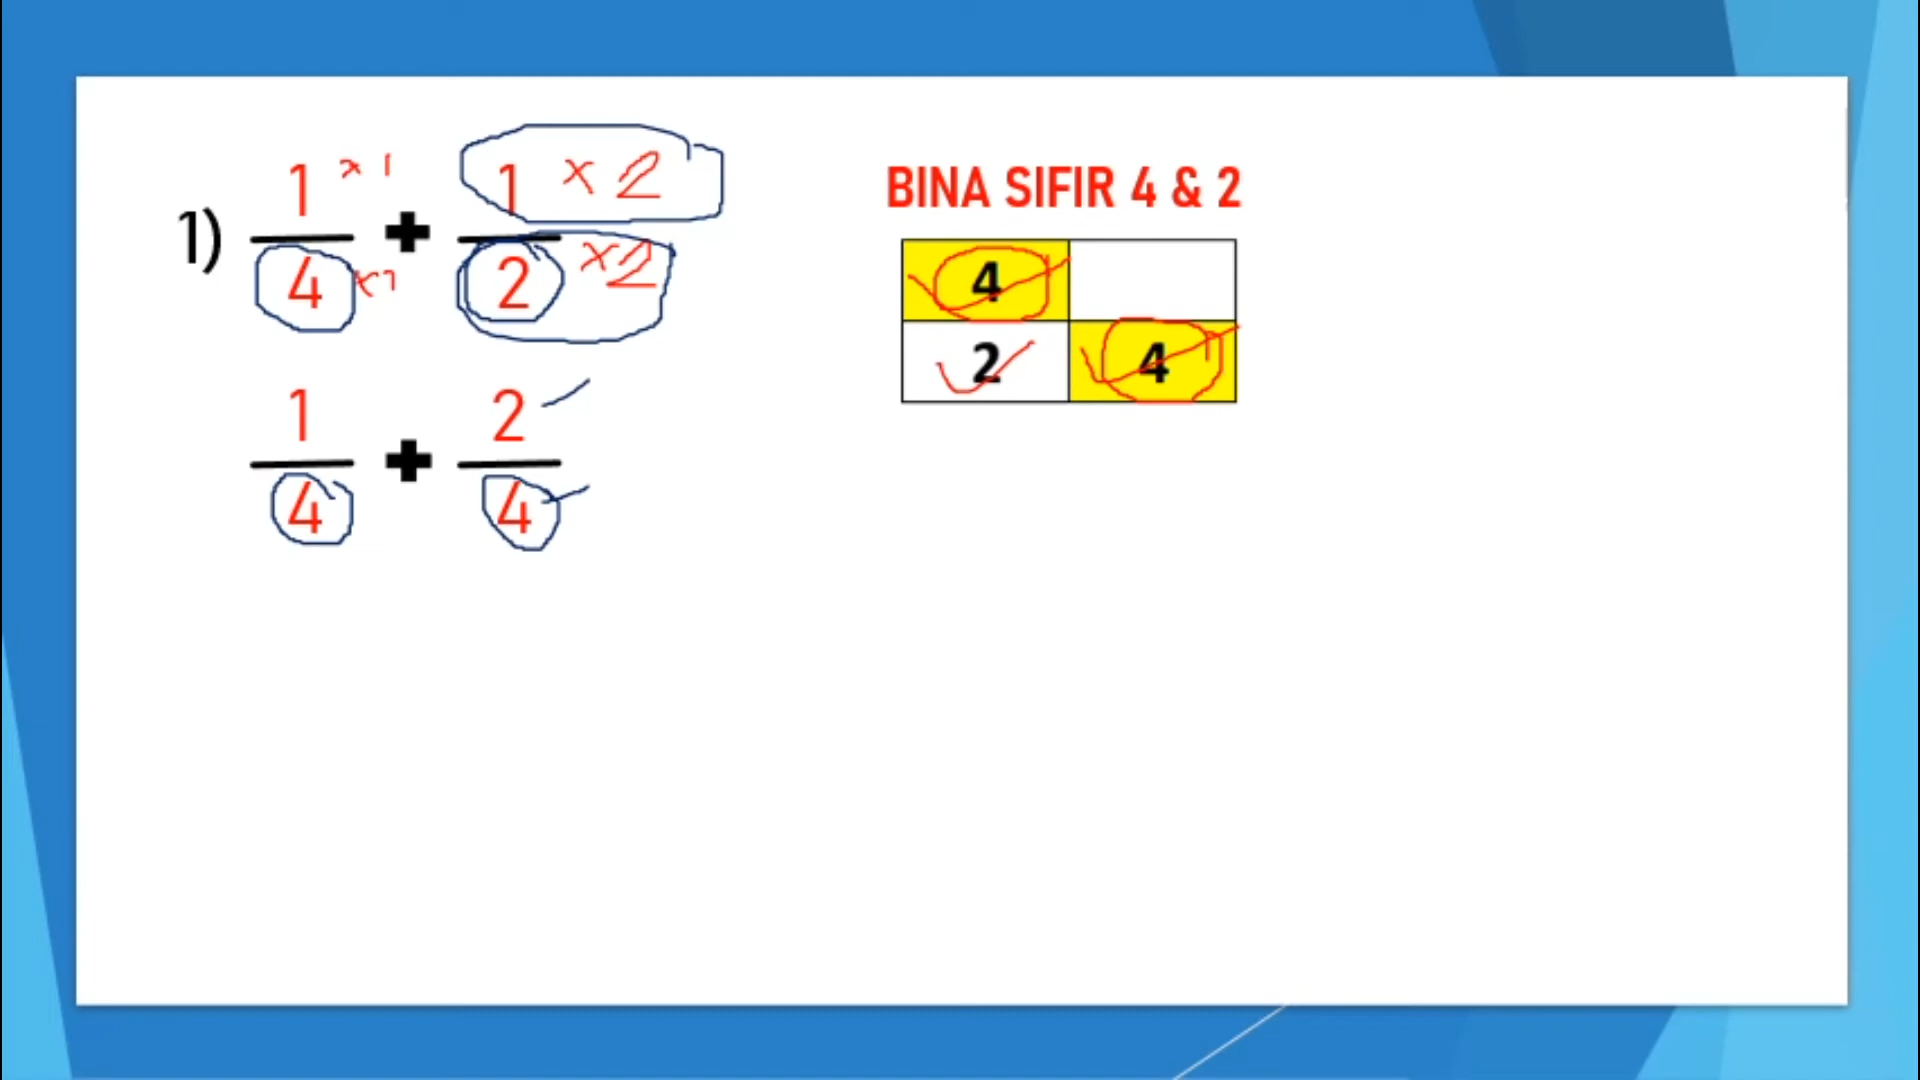 1) 1/4 × 1 + 1/2 × 2
×2
1/4 + 2/4
BINA SIFIR 4 & 2
4
2 4